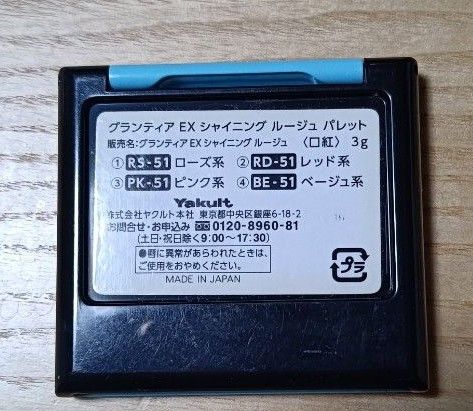 グランティア EX シャイニング ルージュ パレット
販売名:グランティア EX シャイニング ルージュ 〈口紅〉 3g
① RS-51 ローズ系 ② RD-51 レッド系
③ PK-51 ピンク系 ④ BE-51 ベージュ系
Yakult
株式会社ヤクルト本社 東京都中央区銀座6-18-2
お問合せ・お申込み 0120-8960-81
(土日・祝日除く9:00〜17:30)
●唇に異常があらわれたときは、
ご使用をおやめください。
MADE IN JAPAN
プラ